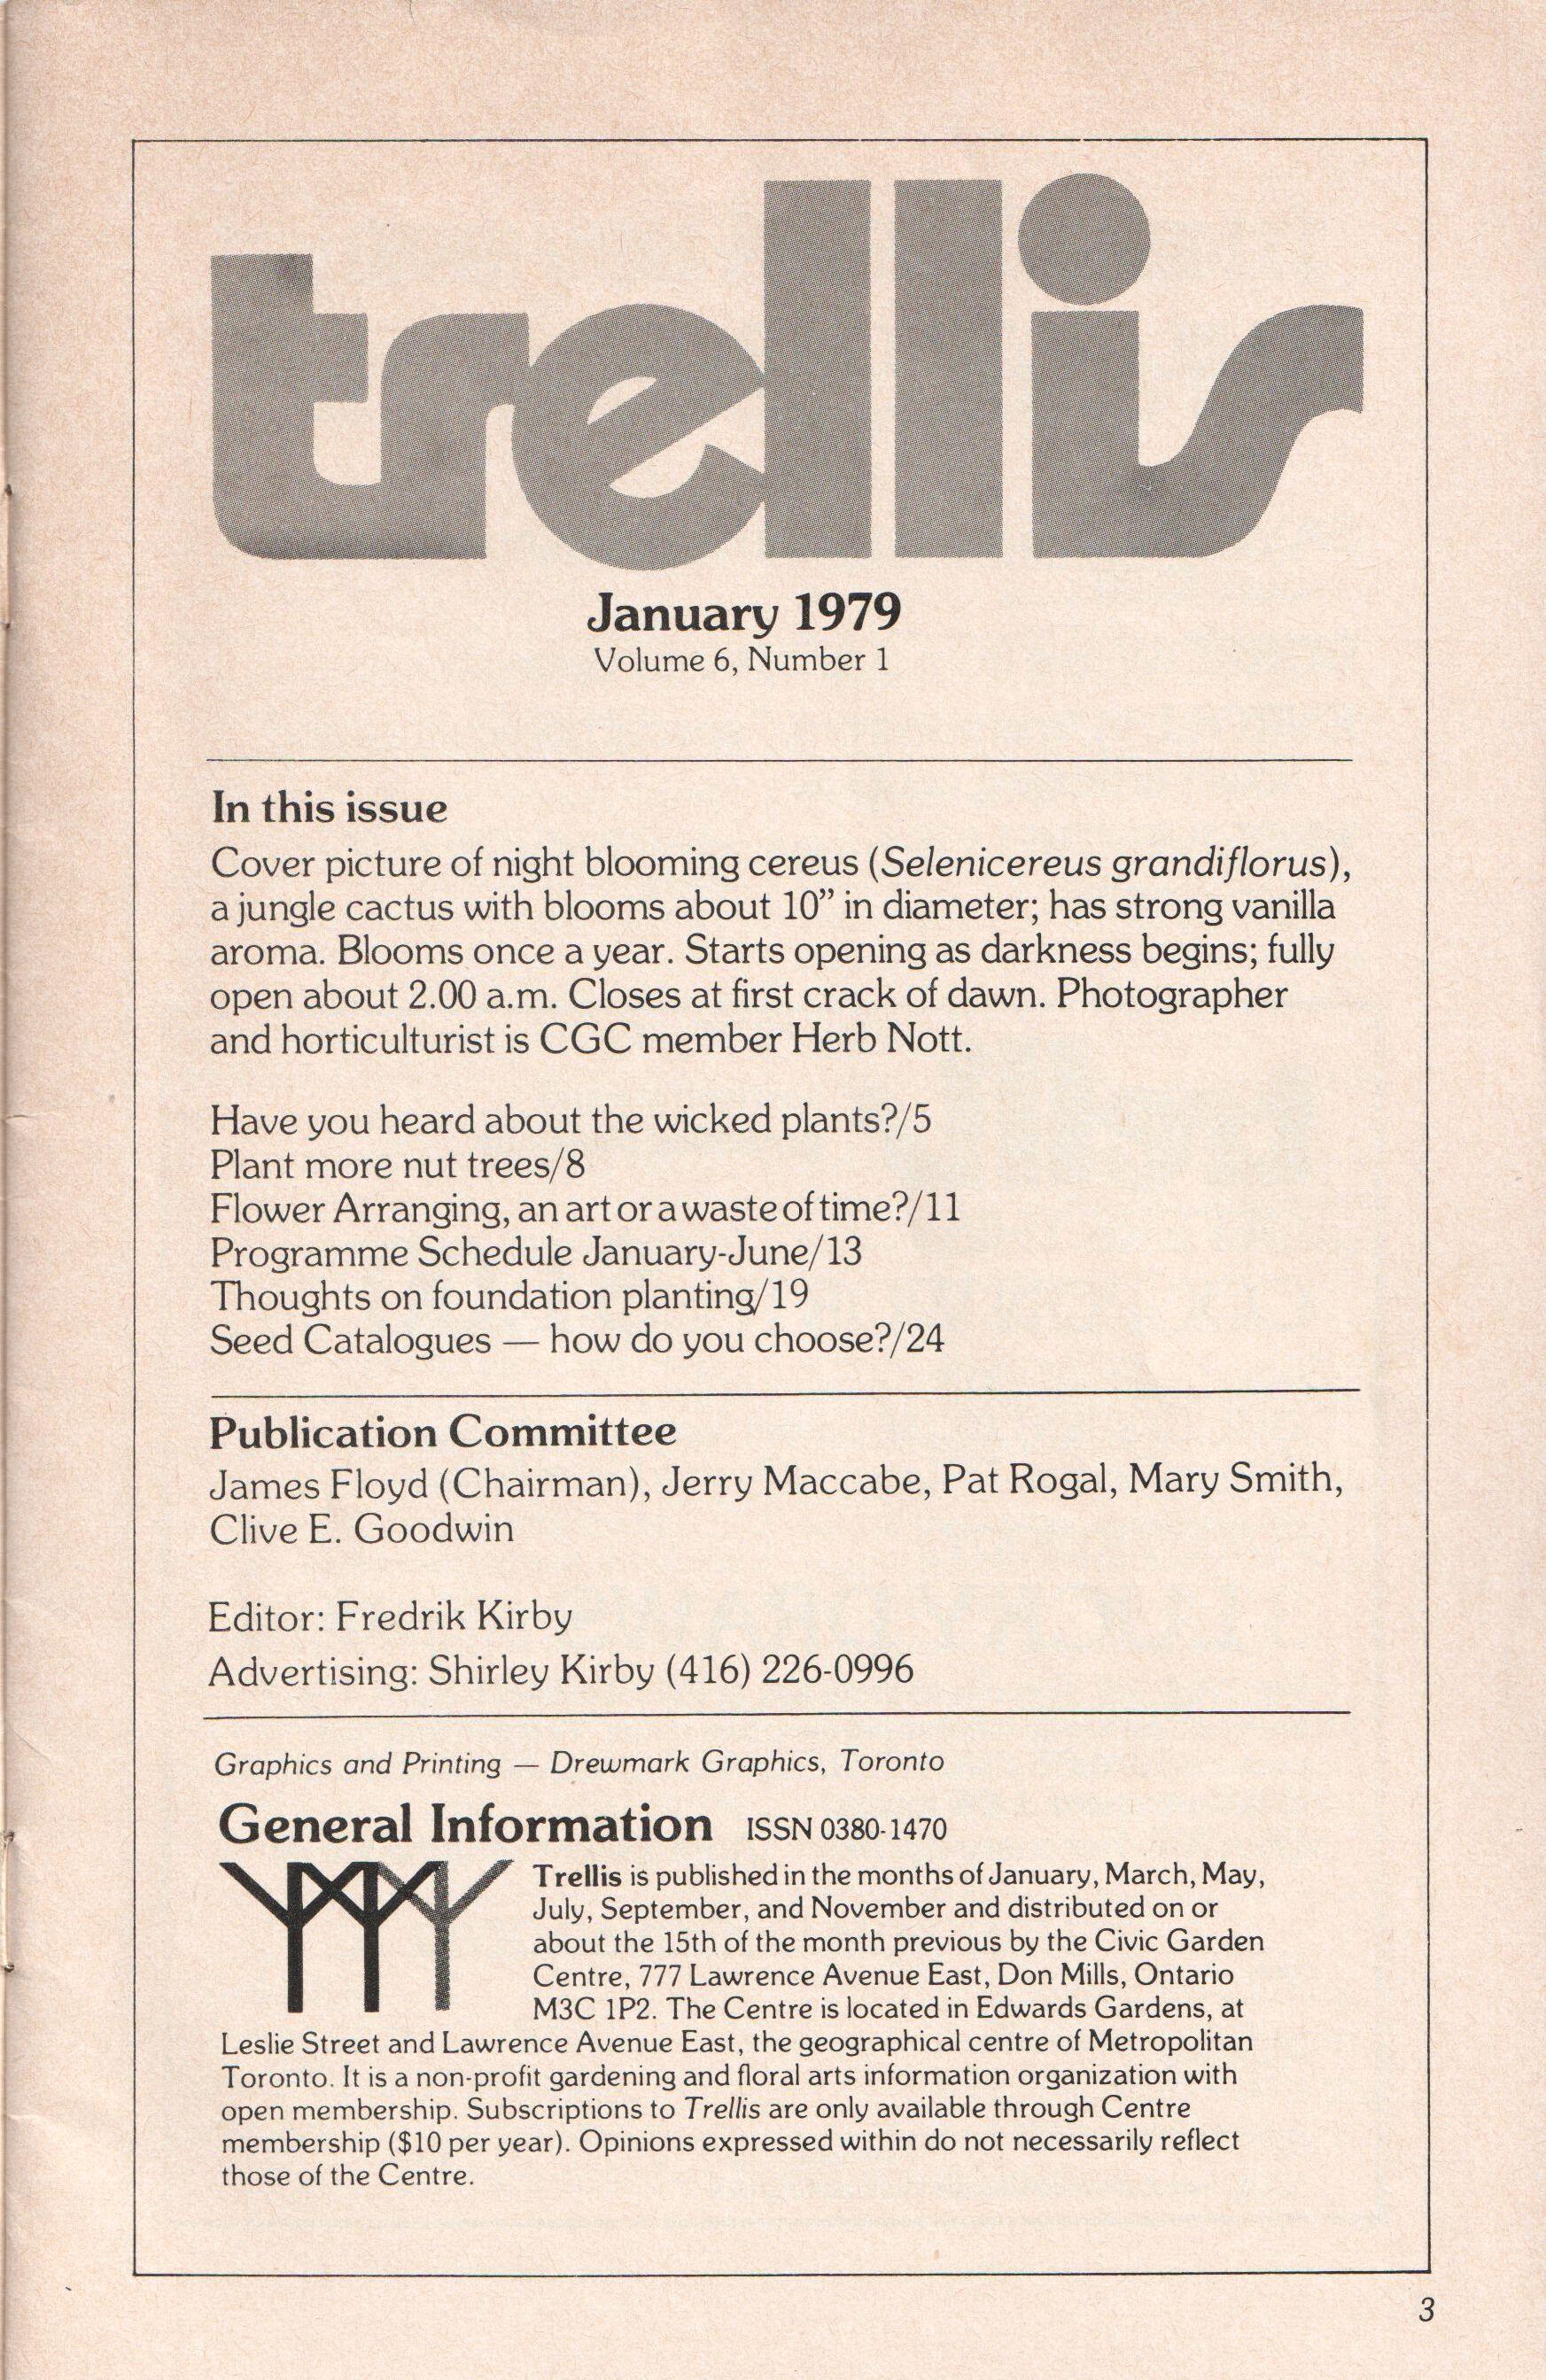 trellis
January 1979
Volume 6, Number 1
In this issue
Cover picture of night blooming cereus (Selenicereus grandiflorus),
a jungle cactus with blooms about 10” in diameter; has strong vanilla
aroma. Blooms once a year. Starts opening as darkness begins; fully
open about 2.00 a.m. Closes at first crack of dawn. Photographer
and horticulturist is CGC member Herb Nott.
Have you heard about the wicked plants?/5
Plant more nut trees/8
Flower Arranging, an art or a waste of time?/11
Programme Schedule January-June/13
Thoughts on foundation planting/19
Seed Catalogues — how do you choose?/24
Publication Committee
James Floyd (Chairman), Jerry Maccabe, Pat Rogal, Mary Smith,
Clive E. Goodwin
Editor: Fredrik Kirby
Advertising: Shirley Kirby (416) 226-0996
Graphics and Printing — Drewmark Graphics, Toronto
General Information ISSN 0380-1470
Trellis is published in the months of January, March, May,
July, September, and November and distributed on or
about the 15th of the month previous by the Civic Garden
Centre, 777 Lawrence Avenue East, Don Mills, Ontario
M3C 1P2. The Centre is located in Edwards Gardens, at
Leslie Street and Lawrence Avenue East, the geographical centre of Metropolitan
Toronto. It is a non-profit gardening and floral arts information organization with
open membership. Subscriptions to Trellis are only available through Centre
membership ($10 per year). Opinions expressed within do not necessarily reflect
those of the Centre.
3